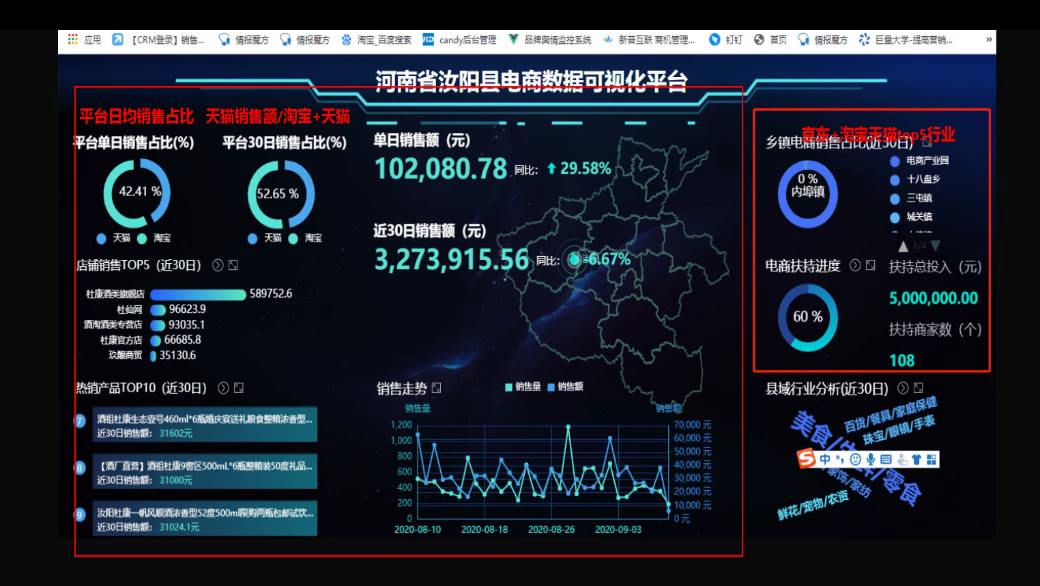 应用 【CRM登录】销售... 情报魔方 情报魔方 淘宝_百度搜索 candy后台管理 品牌舆情监控系统 新普互联 商机管理... 钉钉 首页 情报魔方 巨量大学-提高营销... »
河南省汝阳县电商数据可视化平台
平台日均销售占比 天猫销售额/淘宝+天猫
平台单日销售占比(%) 平台30日销售占比(%)
42.41 % 52.65 %
天猫 淘宝 天猫 淘宝
店铺销售TOP5（近30日）
杜康酒类旗舰店 589752.6
杜仙网 96623.9
酒淘酒类专营店 93035.1
杜康官方店 66685.8
玖酿商贸 35130.6
热销产品TOP10（近30日）
7 酒祖杜康生态壹号460ml*6瓶婚庆宴送礼粮食整箱浓香型...
近30日销售额： 31602元
8 【酒厂直营】酒祖杜康9窖区500mL*6瓶整箱装50度礼品...
近30日销售额： 31080元
9 汝阳杜康一帆风顺酒浓香型52度500ml限购两瓶包邮试饮...
近30日销售额： 31024.1元
单日销售额（元）
102,080.78 同比： 29.58%
近30日销售额（元）
3,273,915.56 同比： 6.67%
销售走势 销售量 销售额
销售量 销售额
1,200 70,000 元
1,000 60,000 元
800 50,000 元
600 40,000 元
30,000 元
400 20,000 元
200 10,000 元
0 0 元
2020-08-10 2020-08-18 2020-08-26 2020-09-03
京东+淘宝天猫top5行业
乡镇电商销售占比(近30日)
0 %
内埠镇
电商产业园
十八盘乡
三屯镇
城关镇
1/4
电商扶持进度
60 %
扶持总投入（元）
5,000,000.00
扶持商家数（个）
108
县域行业分析(近30日)
百货/餐具/家庭保健
珠宝/眼镜/手表
美食/生鲜/零食
家饰/家纺
鲜花/宠物/农资
中